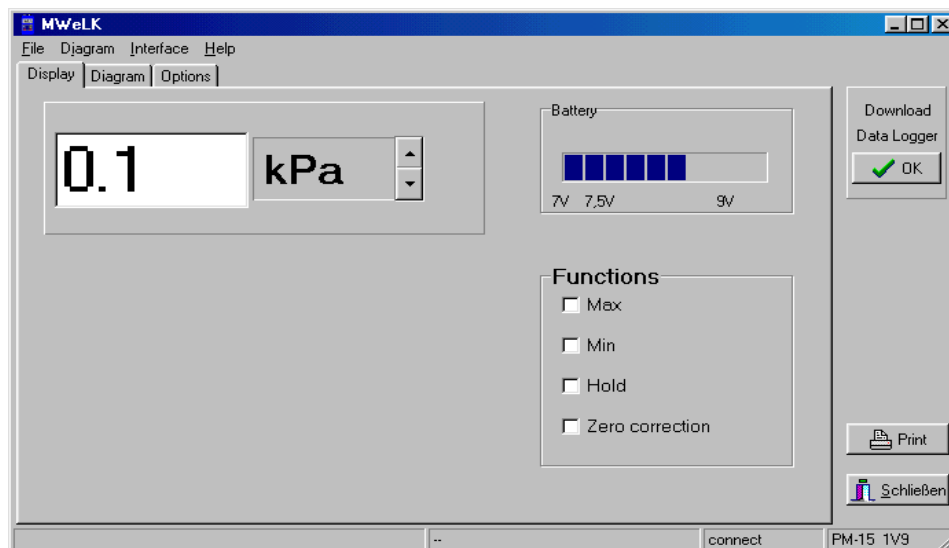 MWeLK
File Djagram Interface Help
Display Diagram Options
0.1 kPa
Battery
7V 7,5V 9V
Functions
Max
Min
Hold
Zero correction
Download
Data Logger
OK
Print
Schließen
-- connect PM-15 1V9